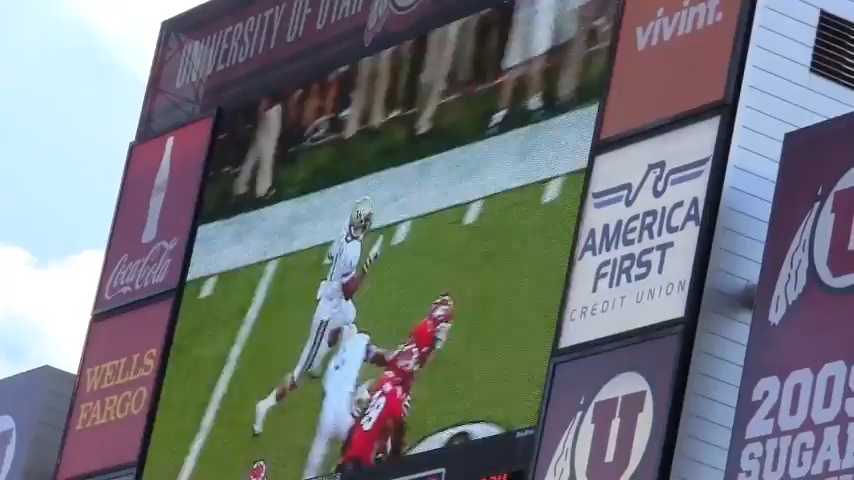 UNIVERSITY OF UTAH
vivint.
Coca-Cola
AMERICA
FIRST
CREDIT UNION
WELLS
FARGO
U
U
2009
SUGAR